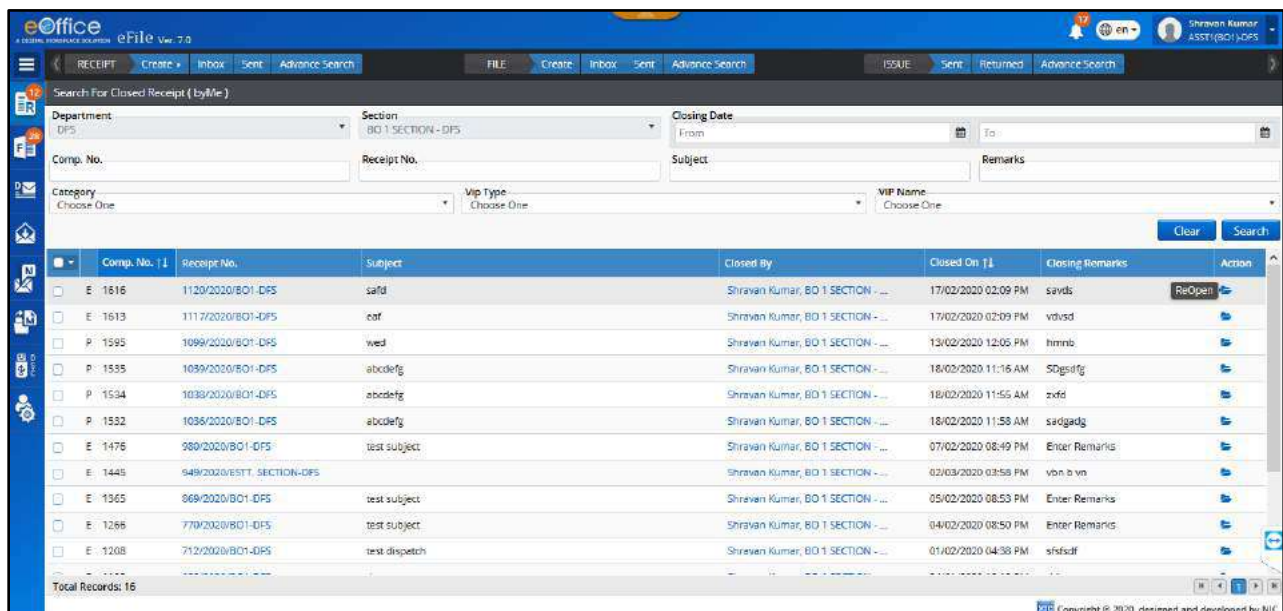 eOffice
A DIGITAL WORKPLACE SOLUTION eFile Ver. 7.0
17 en Shravan Kumar
ASST1(BO1)-DFS
RECEIPT Create Inbox Sent Advance Search FILE Create Inbox Sent Advance Search ISSUE Sent Returned Advance Search
12
Search For Closed Receipt ( byMe )
Department Section Closing Date
DFS BO 1 SECTION - DFS From To
28
Comp. No. Receipt No. Subject Remarks
Category Vip Type VIP Name
Choose One Choose One Choose One
Clear Search
Comp. No. Receipt No. Subject Closed By Closed On Closing Remarks Action
E 1616 1120/2020/BO1-DFS safd Shravan Kumar, BO 1 SECTION - ... 17/02/2020 02:09 PM savds ReOpen
E 1613 1117/2020/BO1-DFS eaf Shravan Kumar, BO 1 SECTION - ... 17/02/2020 02:09 PM vdvsd
P 1595 1099/2020/BO1-DFS wed Shravan Kumar, BO 1 SECTION - ... 13/02/2020 12:05 PM hmnb
P 1535 1039/2020/BO1-DFS abcdefg Shravan Kumar, BO 1 SECTION - ... 18/02/2020 11:16 AM SDgsdfg
P 1534 1038/2020/BO1-DFS abcdefg Shravan Kumar, BO 1 SECTION - ... 18/02/2020 11:55 AM zxfd
P 1532 1036/2020/BO1-DFS abcdefg Shravan Kumar, BO 1 SECTION - ... 18/02/2020 11:58 AM sadgadg
E 1476 980/2020/BO1-DFS test subject Shravan Kumar, BO 1 SECTION - ... 07/02/2020 08:49 PM Enter Remarks
E 1445 949/2020/ESTT. SECTION-DFS Shravan Kumar, BO 1 SECTION - ... 02/03/2020 03:58 PM vbn b vn
E 1365 869/2020/BO1-DFS test subject Shravan Kumar, BO 1 SECTION - ... 05/02/2020 08:53 PM Enter Remarks
E 1266 770/2020/BO1-DFS test subject Shravan Kumar, BO 1 SECTION - ... 04/02/2020 08:50 PM Enter Remarks
E 1208 712/2020/BO1-DFS test dispatch Shravan Kumar, BO 1 SECTION - ... 01/02/2020 04:38 PM sfsfsdf
Total Records: 16 1
Copyright © 2020, designed and developed by NIC